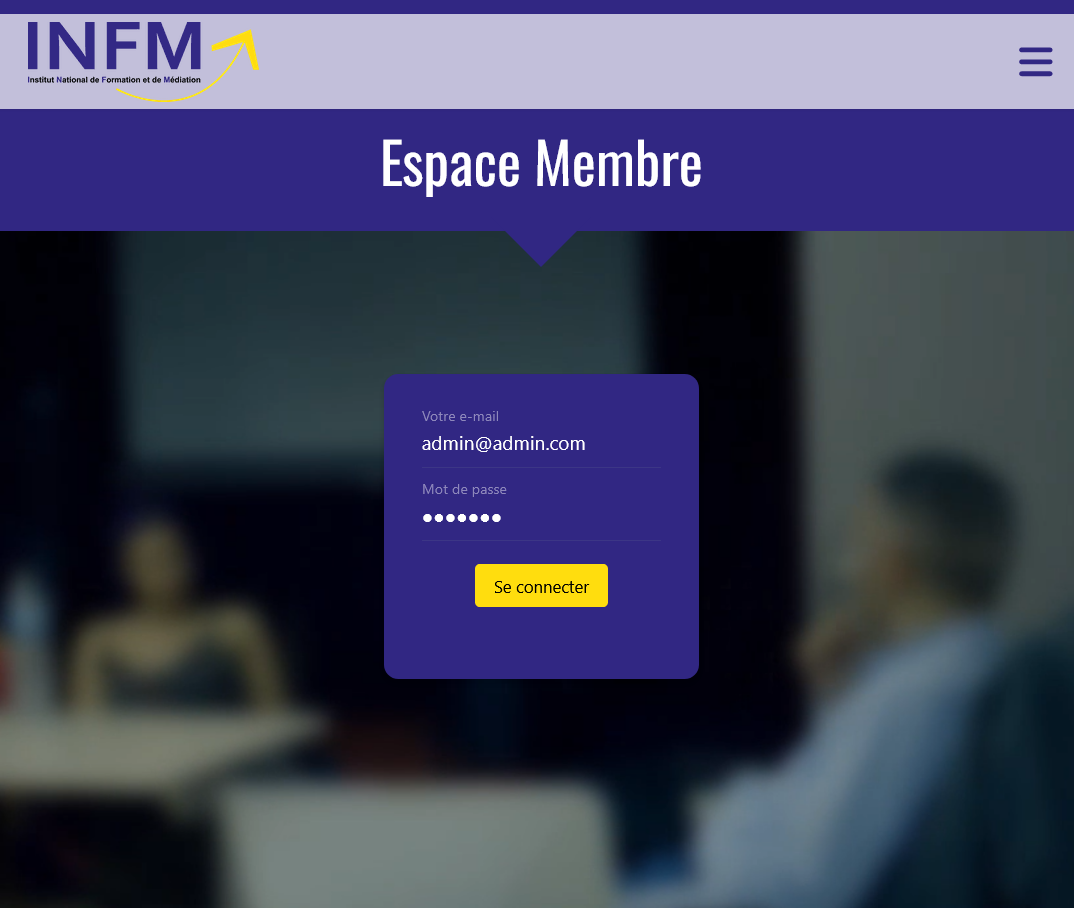 INFM
Institut National de Formation et de Médiation
Espace Membre
Votre e-mail
admin@admin.com
Mot de passe
•••••••
Se connecter